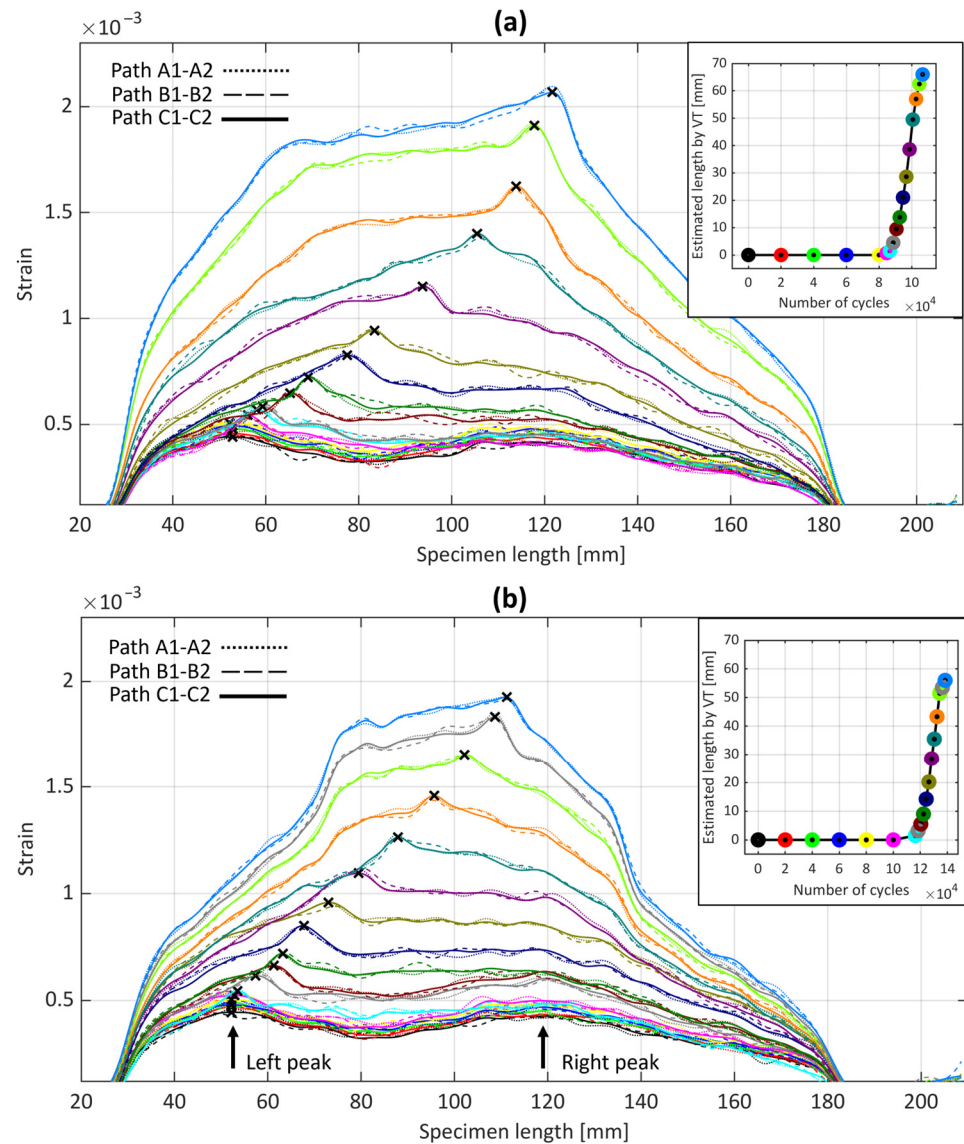 (a)
×10⁻³
Path A1-A2
Path B1-B2
Path C1-C2
2
1.5
1
0.5
Strain
20 40 60 80 100 120 140 160 180 200
Specimen length [mm]
Estimated length by VT [mm]
70
60
50
40
30
20
10
0
0 2 4 6 8 10
Number of cycles
×10⁴
(b)
×10⁻³
Path A1-A2
Path B1-B2
Path C1-C2
2
1.5
1
0.5
Strain
Left peak
Right peak
20 40 60 80 100 120 140 160 180 200
Specimen length [mm]
Estimated length by VT [mm]
70
60
50
40
30
20
10
0
0 2 4 6 8 10 12 14
Number of cycles
×10⁴